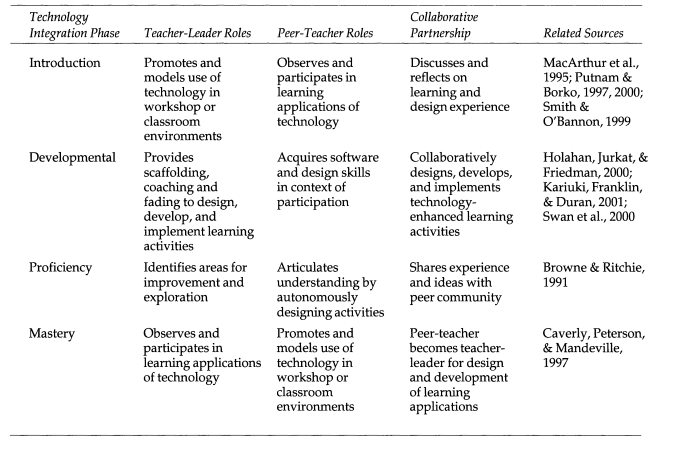 Technology
Integration Phase
Teacher-Leader Roles
Peer-Teacher Roles
Collaborative
Partnership
Related Sources
Introduction
Promotes and
models use of
technology in
workshop or
classroom
environments
Observes and
participates in
learning
applications of
technology
Discusses and
reflects on
learning and
design experience
MacArthur et al.,
1995; Putnam &
Borko, 1997, 2000;
Smith &
O'Bannon, 1999
Developmental
Provides
scaffolding,
coaching and
fading to design,
develop, and
implement learning
activities
Acquires software
and design skills
in context of
participation
Collaboratively
designs, develops,
and implements
technology-
enhanced learning
activities
Holahan, Jurkat, &
Friedman, 2000;
Kariuki, Franklin,
& Duran, 2001;
Swan et al., 2000
Proficiency
Identifies areas for
improvement and
exploration
Articulates
understanding by
autonomously
designing activities
Shares experience
and ideas with
peer community
Browne & Ritchie,
1991
Mastery
Observes and
participates in
learning applications
of technology
Promotes and
models use of
technology in
workshop or
classroom
environments
Peer-teacher
becomes teacher-
leader for design
and development
of learning
applications
Caverly, Peterson,
& Mandeville,
1997